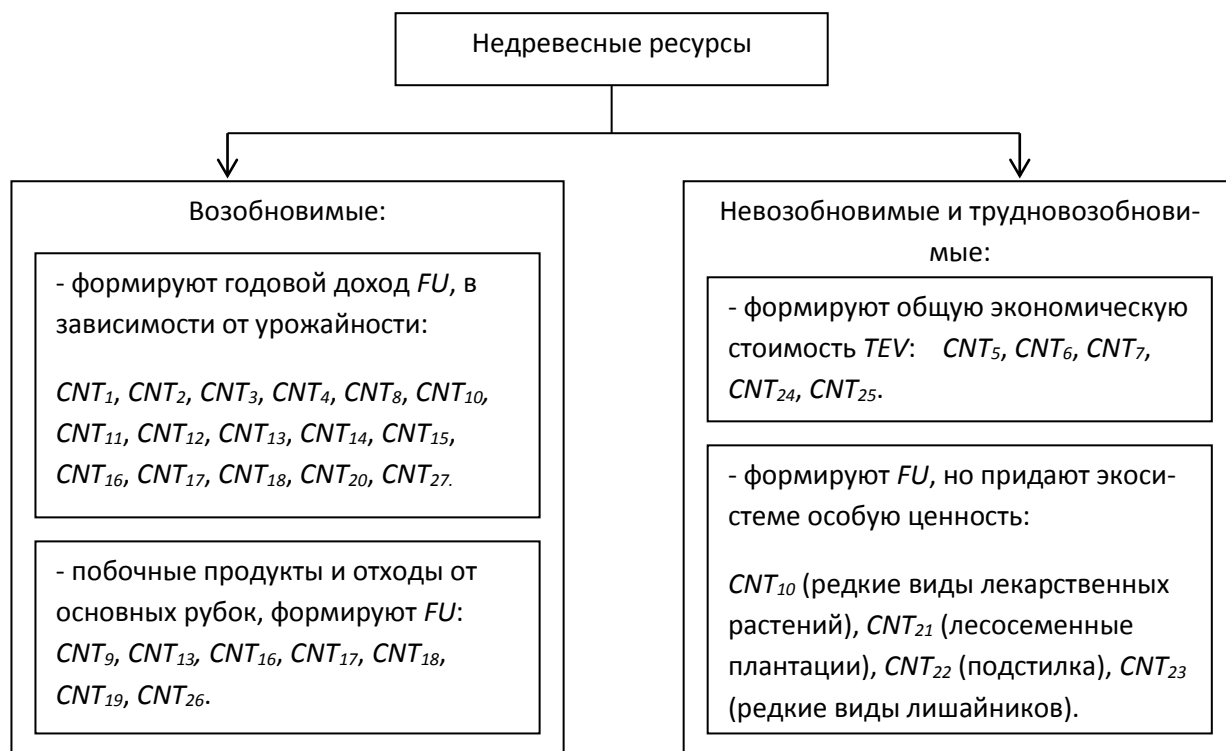 Недревесные ресурсы
Возобновимые:
- формируют годовой доход FU, в
зависимости от урожайности:
CNT₁, CNT₂, CNT₃, CNT₄, CNT₈, CNT₁₀,
CNT₁₁, CNT₁₂, CNT₁₃, CNT₁₄, CNT₁₅,
CNT₁₆, CNT₁₇, CNT₁₈, CNT₂₀, CNT₂₇.
- побочные продукты и отходы от
основных рубок, формируют FU:
CNT₉, CNT₁₃, CNT₁₆, CNT₁₇, CNT₁₈,
CNT₁₉, CNT₂₆.
Невозобновимые и трудновозобнови-
мые:
- формируют общую экономическую
стоимость TEV: CNT₅, CNT₆, CNT₇,
CNT₂₄, CNT₂₅.
- формируют FU, но придают экоси-
стеме особую ценность:
CNT₁₀ (редкие виды лекарственных
растений), CNT₂₁ (лесосеменные
плантации), CNT₂₂ (подстилка), CNT₂₃
(редкие виды лишайников).